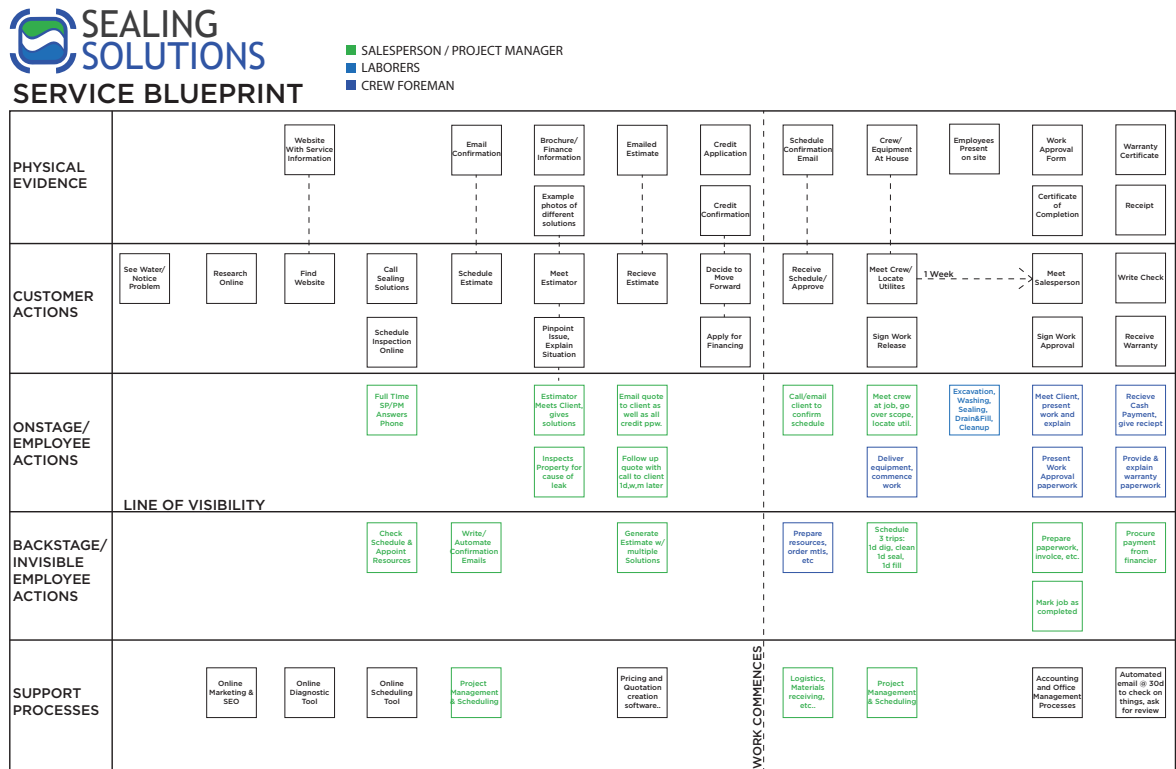 SEALING
SOLUTIONS
SERVICE BLUEPRINT
SALESPERSON / PROJECT MANAGER
LABORERS
CREW FOREMAN
PHYSICAL
EVIDENCE
Website
With Service
Information
Email
Confirmation
Brochure/
Finance
Information
Emailed
Estimate
Credit
Application
Schedule
Confirmation
Email
Crew/
Equipment
At House
Employees
Present
on site
Work
Approval
Form
Warranty
Certificate
Example
photos of
different
solutions
Credit
Confirmation
Certificate
of
Completion
Receipt
CUSTOMER
ACTIONS
See Water/
Notice
Problem
Research
Online
Find
Website
Call
Sealing
Solutions
Schedule
Estimate
Meet
Estimator
Recieve
Estimate
Decide to
Move
Forward
Receive
Schedule/
Approve
Meet Crew/
Locate
Utilites
1 Week
Meet
Salesperson
Write Check
Schedule
Inspection
Online
Pinpoint
Issue,
Explain
Situation
Apply for
Financing
Sign Work
Release
Sign Work
Approval
Receive
Warranty
ONSTAGE/
EMPLOYEE
ACTIONS
Full TIme
SP/PM
Answers
Phone
Estimator
Meets Client,
gives
solutions
Email quote
to client as
well as all
credit ppw.
Call/email
client to
confirm
schedule
Meet crew
at job, go
over scope,
locate util.
Excavation,
Washing,
Sealing,
Drain&Fill,
Cleanup
Meet Client,
present
work and
explain
Recieve
Cash
Payment,
give reciept
Inspects
Property for
cause of
leak
Follow up
quote with
call to client
1d,w,m later
Deliver
equipment,
commence
work
Present
Work
Approval
paperwork
Provide &
explain
warranty
paperwork
LINE OF VISIBILITY
BACKSTAGE/
INVISIBLE
EMPLOYEE
ACTIONS
Check
Schedule &
Appoint
Resources
Write/
Automate
Confirmation
Emails
Generate
Estimate w/
multiple
Solutions
Prepare
resources,
order mtls,
etc
Schedule
3 trips:
1d dig, clean
1d seal,
1d fill
Prepare
paperwork,
invoice, etc.
Procure
payment
from
financier
Mark job as
completed
SUPPORT
PROCESSES
Online
Marketing &
SEO
Online
Diagnostic
Tool
Online
Scheduling
Tool
Project
Management
& Scheduling
Pricing and
Quotation
creation
software..
WORK COMMENCES
Logistics,
Materials
receiving,
etc..
Project
Management
& Scheduling
Accounting
and Office
Management
Processes
Automated
email @ 30d
to check on
things, ask
for review